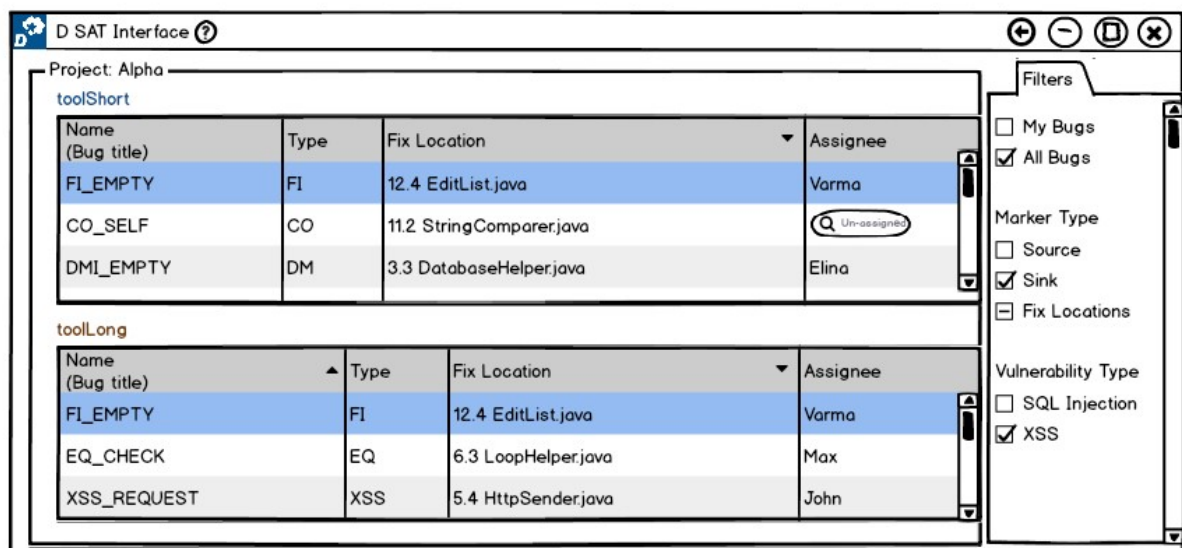 D
D SAT Interface ?
Project: Alpha
toolShort
Name
(Bug title)
Type
Fix Location
Assignee
FI_EMPTY FI 12.4 EditList.java Varma
CO_SELF CO 11.2 StringComparer.java Un-assigned
DMI_EMPTY DM 3.3 DatabaseHelper.java Elina
toolLong
Name
(Bug title)
Type
Fix Location
Assignee
FI_EMPTY FI 12.4 EditList.java Varma
EQ_CHECK EQ 6.3 LoopHelper.java Max
XSS_REQUEST XSS 5.4 HttpSender.java John
Filters
My Bugs
All Bugs
Marker Type
Source
Sink
Fix Locations
Vulnerability Type
SQL Injection
XSS